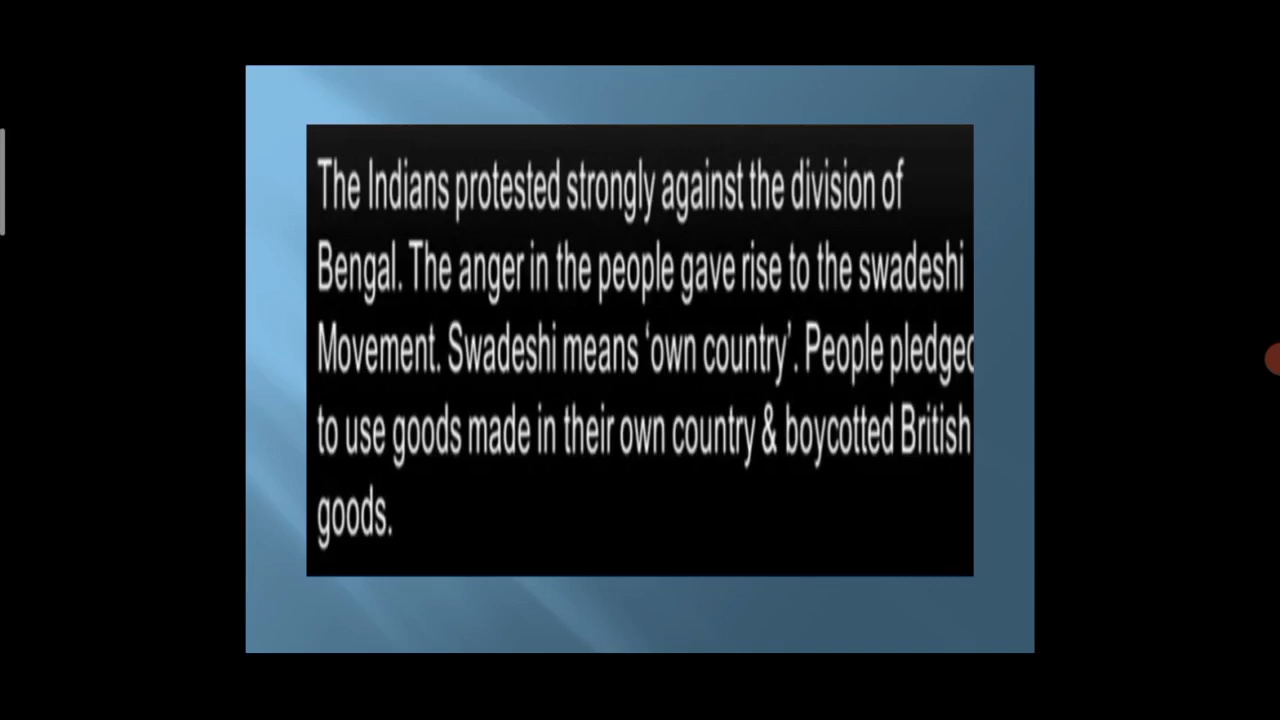 The Indians protested strongly against the division of
Bengal. The anger in the people gave rise to the swadeshi
Movement. Swadeshi means ‘own country’. People pledged
to use goods made in their own country & boycotted British
goods.